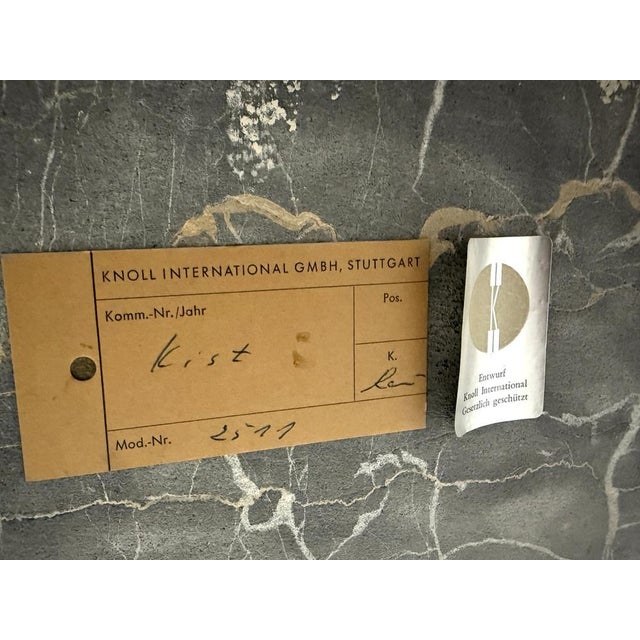 KNOLL INTERNATIONAL GMBH, STUTTGART
Komm.-Nr./Jahr
Pos.
Kist
K.
Mod.-Nr. 2511
K
Entwurf
Knoll International
Gesetzlich geschützt